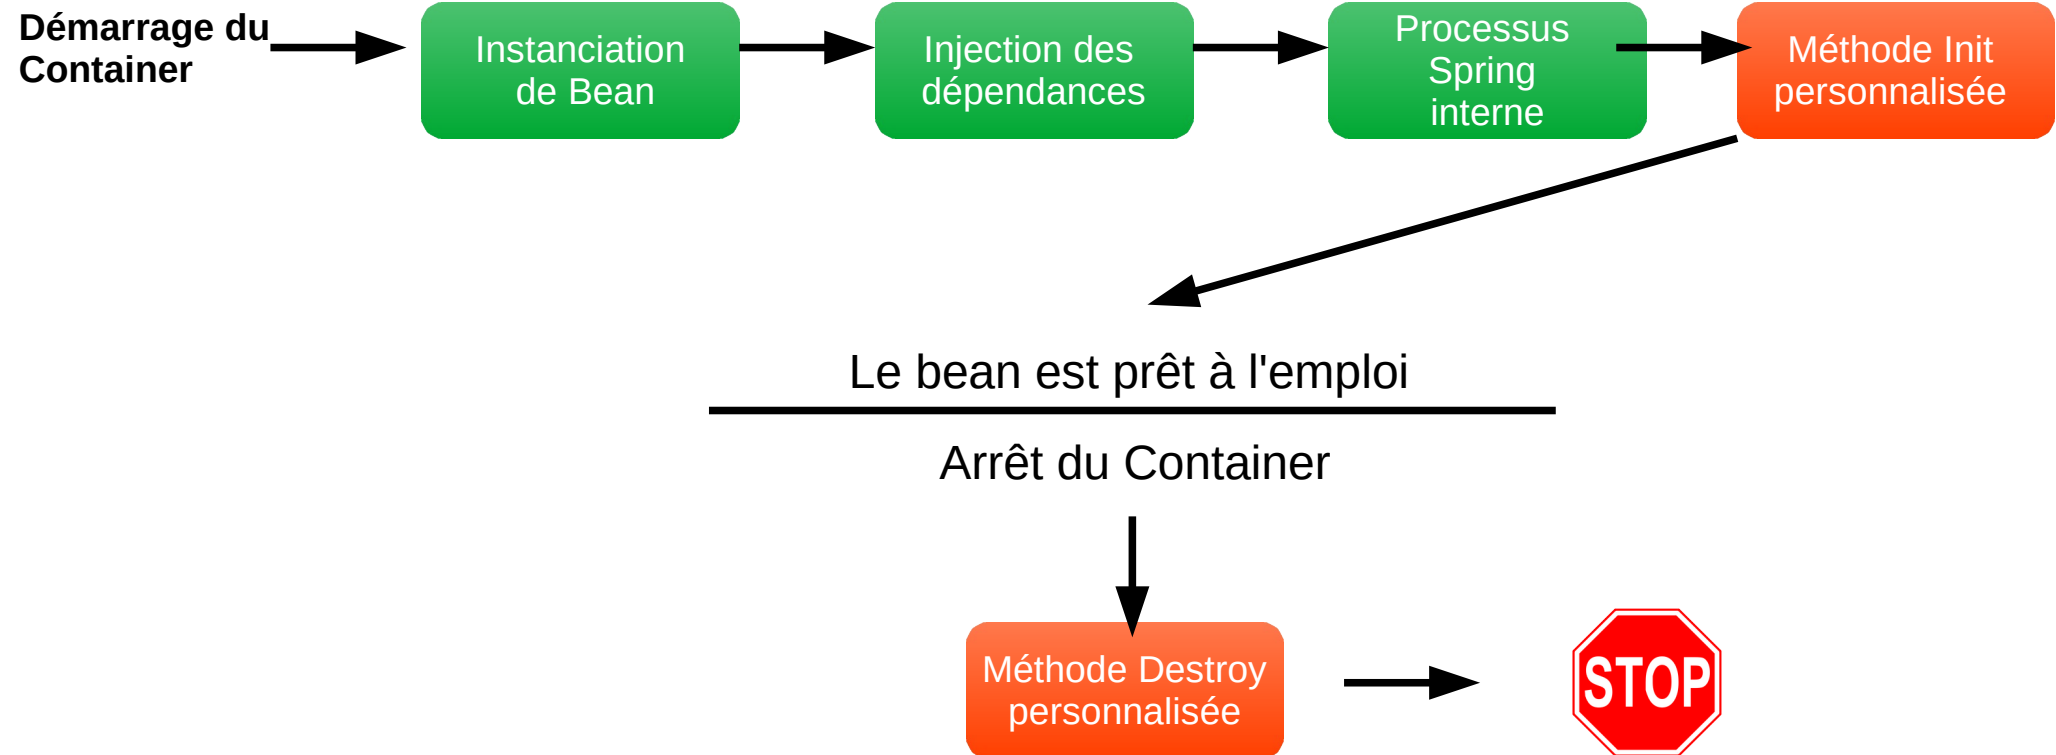 Démarrage du
Container
Instanciation
de Bean
Injection des
dépendances
Processus
Spring
interne
Méthode Init
personnalisée
Le bean est prêt à l'emploi
Arrêt du Container
Méthode Destroy
personnalisée
STOP